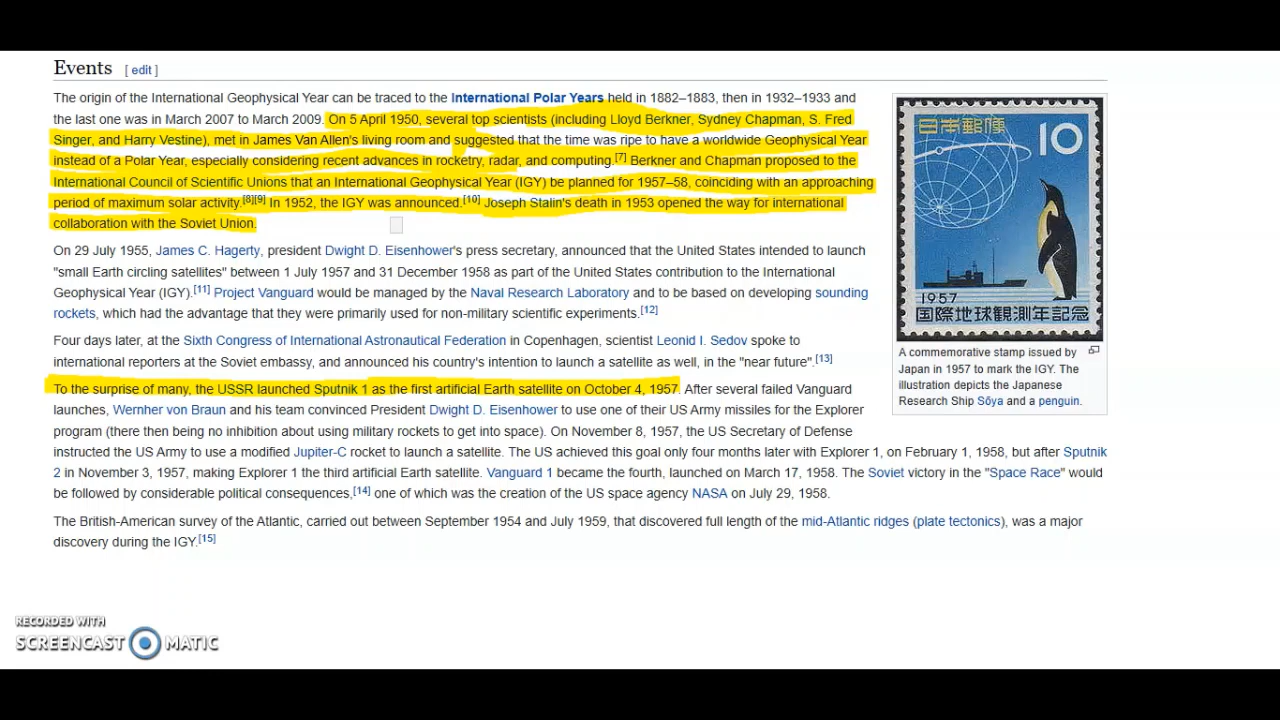 Events [ edit ]
The origin of the International Geophysical Year can be traced to the International Polar Years held in 1882–1883, then in 1932–1933 and
the last one was in March 2007 to March 2009. On 5 April 1950, several top scientists (including Lloyd Berkner, Sydney Chapman, S. Fred
Singer, and Harry Vestine), met in James Van Allen's living room and suggested that the time was ripe to have a worldwide Geophysical Year
instead of a Polar Year, especially considering recent advances in rocketry, radar, and computing.[7] Berkner and Chapman proposed to the
International Council of Scientific Unions that an International Geophysical Year (IGY) be planned for 1957–58, coinciding with an approaching
period of maximum solar activity.[8][9] In 1952, the IGY was announced.[10] Joseph Stalin's death in 1953 opened the way for international
collaboration with the Soviet Union.
On 29 July 1955, James C. Hagerty, president Dwight D. Eisenhower's press secretary, announced that the United States intended to launch
"small Earth circling satellites" between 1 July 1957 and 31 December 1958 as part of the United States contribution to the International
Geophysical Year (IGY).[11] Project Vanguard would be managed by the Naval Research Laboratory and to be based on developing sounding
rockets, which had the advantage that they were primarily used for non-military scientific experiments.[12]
Four days later, at the Sixth Congress of International Astronautical Federation in Copenhagen, scientist Leonid I. Sedov spoke to
international reporters at the Soviet embassy, and announced his country's intention to launch a satellite as well, in the "near future".[13]
To the surprise of many, the USSR launched Sputnik 1 as the first artificial Earth satellite on October 4, 1957. After several failed Vanguard
launches, Wernher von Braun and his team convinced President Dwight D. Eisenhower to use one of their US Army missiles for the Explorer
program (there then being no inhibition about using military rockets to get into space). On November 8, 1957, the US Secretary of Defense
instructed the US Army to use a modified Jupiter-C rocket to launch a satellite. The US achieved this goal only four months later with Explorer 1, on February 1, 1958, but after Sputnik
2 in November 3, 1957, making Explorer 1 the third artificial Earth satellite. Vanguard 1 became the fourth, launched on March 17, 1958. The Soviet victory in the "Space Race" would
be followed by considerable political consequences,[14] one of which was the creation of the US space agency NASA on July 29, 1958.
The British-American survey of the Atlantic, carried out between September 1954 and July 1959, that discovered full length of the mid-Atlantic ridges (plate tectonics), was a major
discovery during the IGY.[15]
日本郵便
10
1957
国際地球観測年記念
A commemorative stamp issued by
Japan in 1957 to mark the IGY. The
illustration depicts the Japanese
Research Ship Sōya and a penguin.
RECORDED WITH
SCREENCAST MATIC